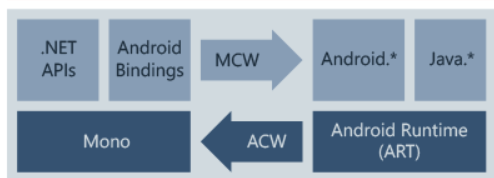 .NET
APIs
Android
Bindings
MCW
Android.*
Java.*
Mono
ACW
Android Runtime
(ART)